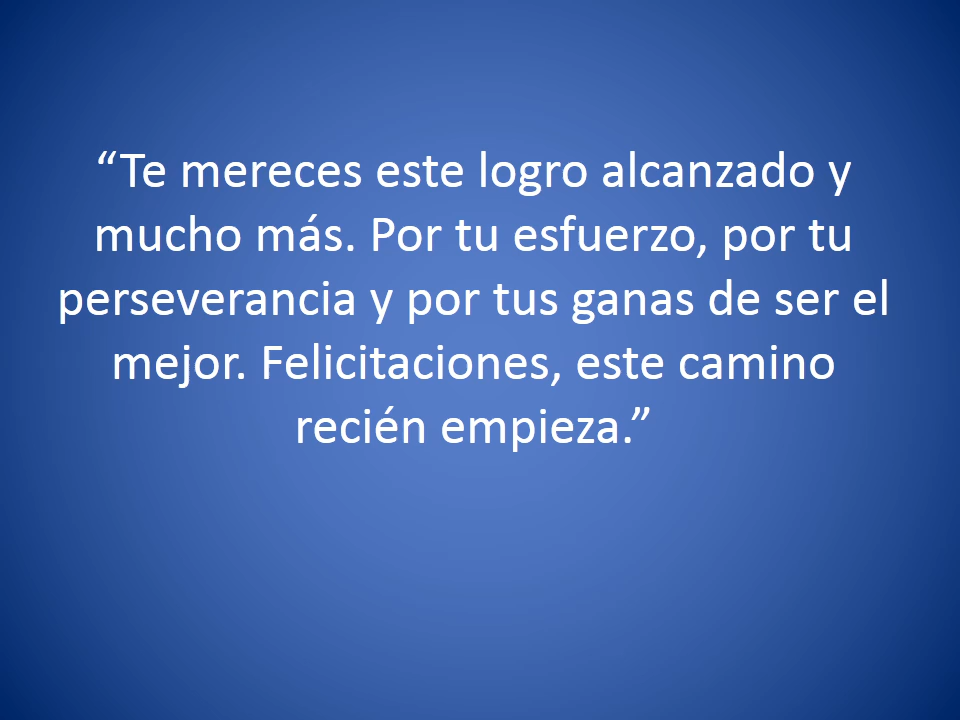 “Te mereces este logro alcanzado y
mucho más. Por tu esfuerzo, por tu
perseverancia y por tus ganas de ser el
mejor. Felicitaciones, este camino
recién empieza.”